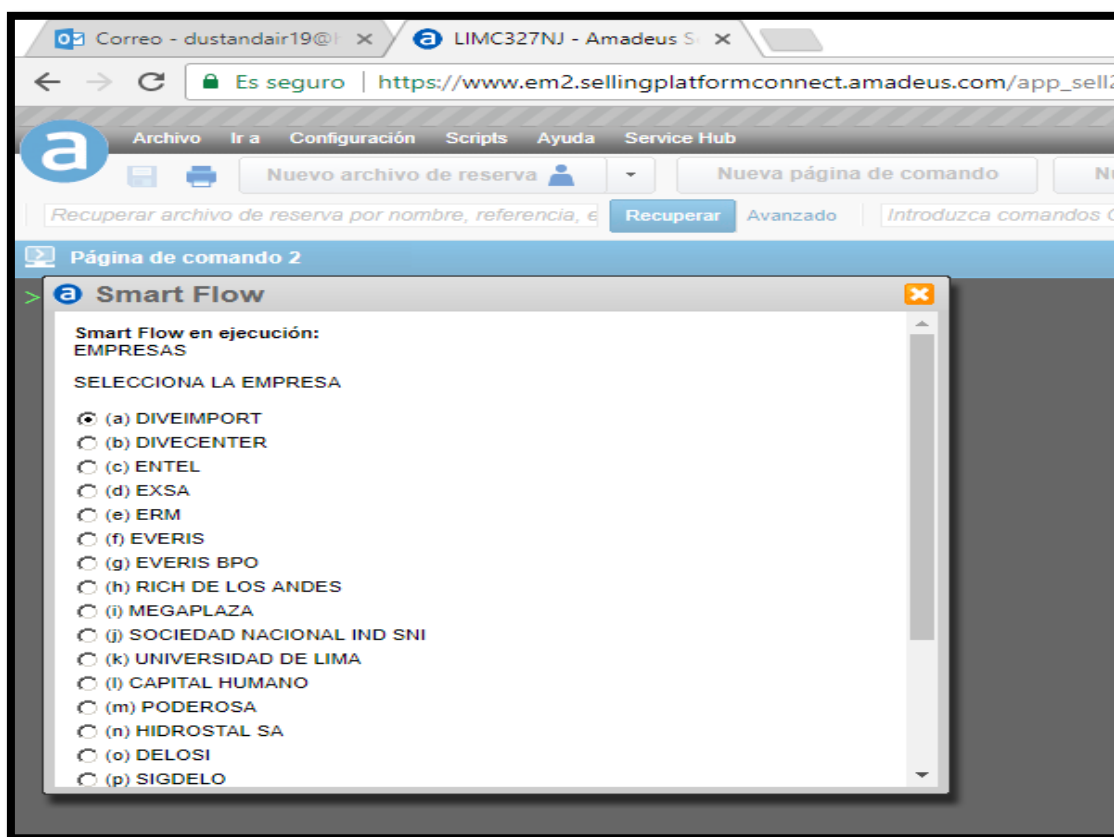 Correo - dustandair19@
LIMC327NJ - Amadeus S
Es seguro | https://www.em2.sellingplatformconnect.amadeus.com/app_sell2
a
Archivo Ir a Configuración Scripts Ayuda Service Hub
Nuevo archivo de reserva
Nueva página de comando
Recuperar archivo de reserva por nombre, referencia, e
Recuperar
Avanzado
Introduzca comandos
Página de comando 2
> a Smart Flow
Smart Flow en ejecución:
EMPRESAS
SELECCIONA LA EMPRESA
(a) DIVEIMPORT
(b) DIVECENTER
(c) ENTEL
(d) EXSA
(e) ERM
(f) EVERIS
(g) EVERIS BPO
(h) RICH DE LOS ANDES
(i) MEGAPLAZA
(j) SOCIEDAD NACIONAL IND SNI
(k) UNIVERSIDAD DE LIMA
(l) CAPITAL HUMANO
(m) PODEROSA
(n) HIDROSTAL SA
(o) DELOSI
(p) SIGDELO